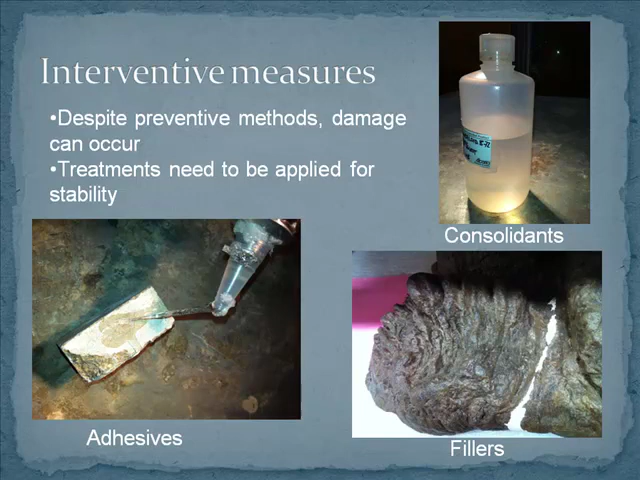 Interventive measures
•Despite preventive methods, damage
can occur
•Treatments need to be applied for
stability
Consolidants
Adhesives
Fillers